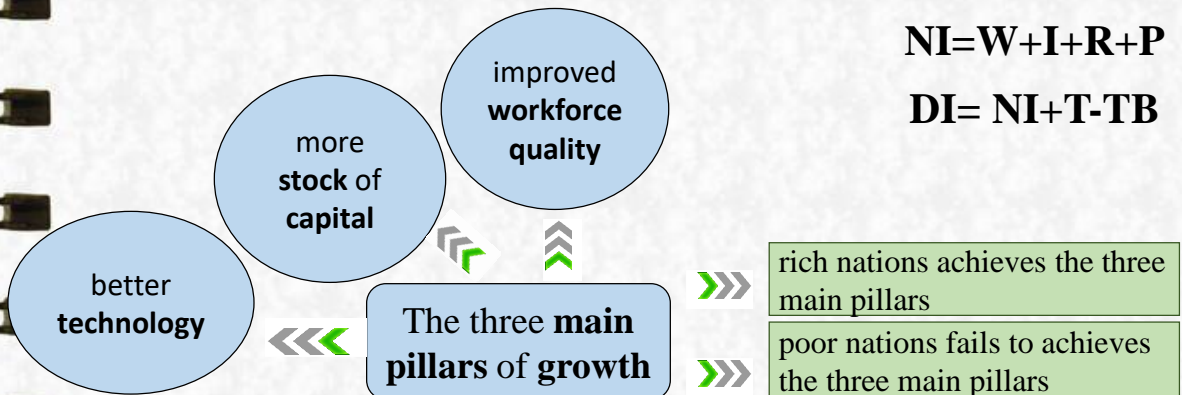 NI=W+I+R+P
DI= NI+T-TB
improved
workforce
quality
more
stock of
capital
better
technology
The three main
pillars of growth
rich nations achieves the three
main pillars
poor nations fails to achieves
the three main pillars